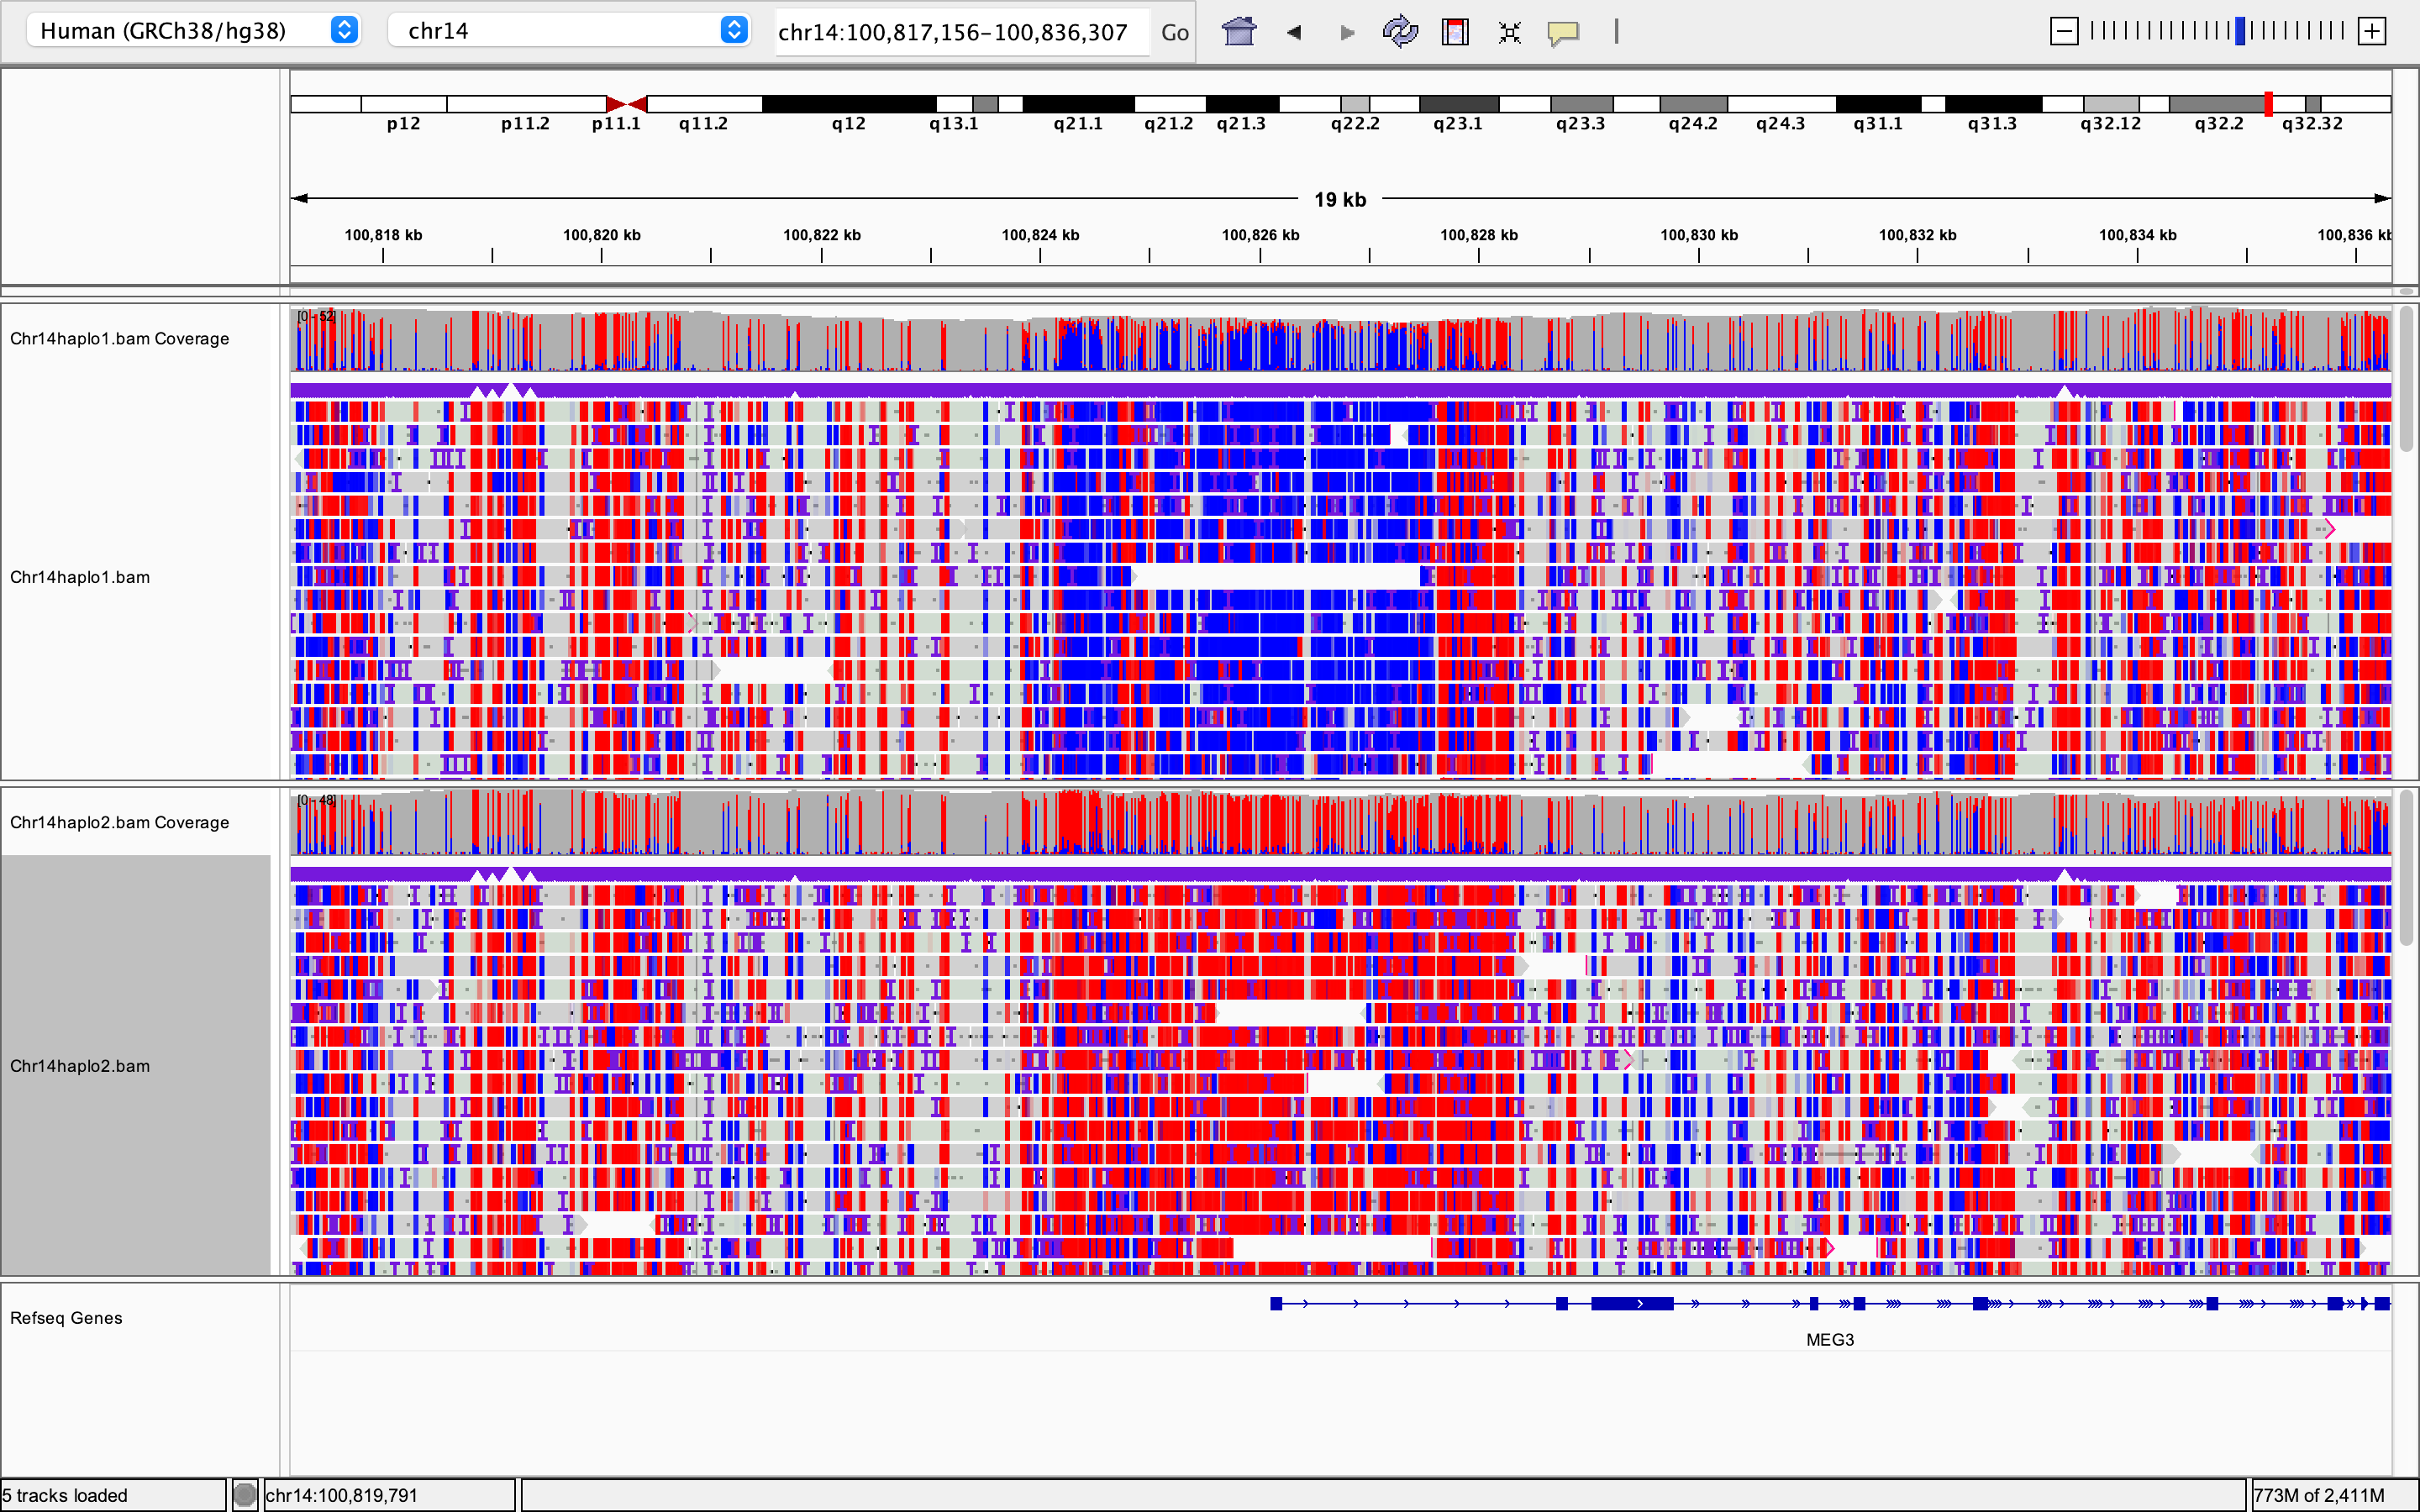 Human (GRCh38/hg38) chr14 chr14:100,817,156-100,836,307 Go
p12 p11.2 p11.1 q11.2 q12 q13.1 q21.1 q21.2 q21.3 q22.2 q23.1 q23.3 q24.2 q24.3 q31.1 q31.3 q32.12 q32.2 q32.32
19 kb
100,818 kb 100,820 kb 100,822 kb 100,824 kb 100,826 kb 100,828 kb 100,830 kb 100,832 kb 100,834 kb 100,836 kb
[0 - 52]
Chr14haplo1.bam Coverage
Chr14haplo1.bam
[0 - 48]
Chr14haplo2.bam Coverage
Chr14haplo2.bam
Refseq Genes
MEG3
5 tracks loaded chr14:100,819,791 773M of 2,411M